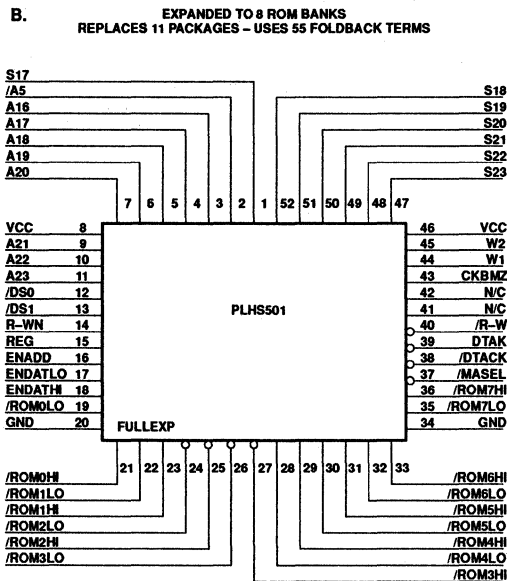 B.
EXPANDED TO 8 ROM BANKS
REPLACES 11 PACKAGES – USES 55 FOLDBACK TERMS
S17
/A5
A16
A17
A18
A19
A20
S18
S19
S20
S21
S22
S23
7 6 5 4 3 2 1 52 51 50 49 48 47
VCC 8
A21 9
A22 10
A23 11
/DS0 12
/DS1 13
R–WN 14
REG 15
ENADD 16
ENDATLO 17
ENDATHI 18
/ROM0LO 19
GND 20
PLHS501
FULLEXP
46 VCC
45 W2
44 W1
43 CKBMZ
42 N/C
41 N/C
40 /R–W
39 DTAK
38 /DTACK
37 /MASEL
36 /ROM7HI
35 /ROM7LO
34 GND
21 22 23 24 25 26 27 28 29 30 31 32 33
/ROM0HI
/ROM1LO
/ROM1HI
/ROM2LO
/ROM2HI
/ROM3LO
/ROM6HI
/ROM6LO
/ROM5HI
/ROM5LO
/ROM4HI
/ROM4LO
/ROM3HI